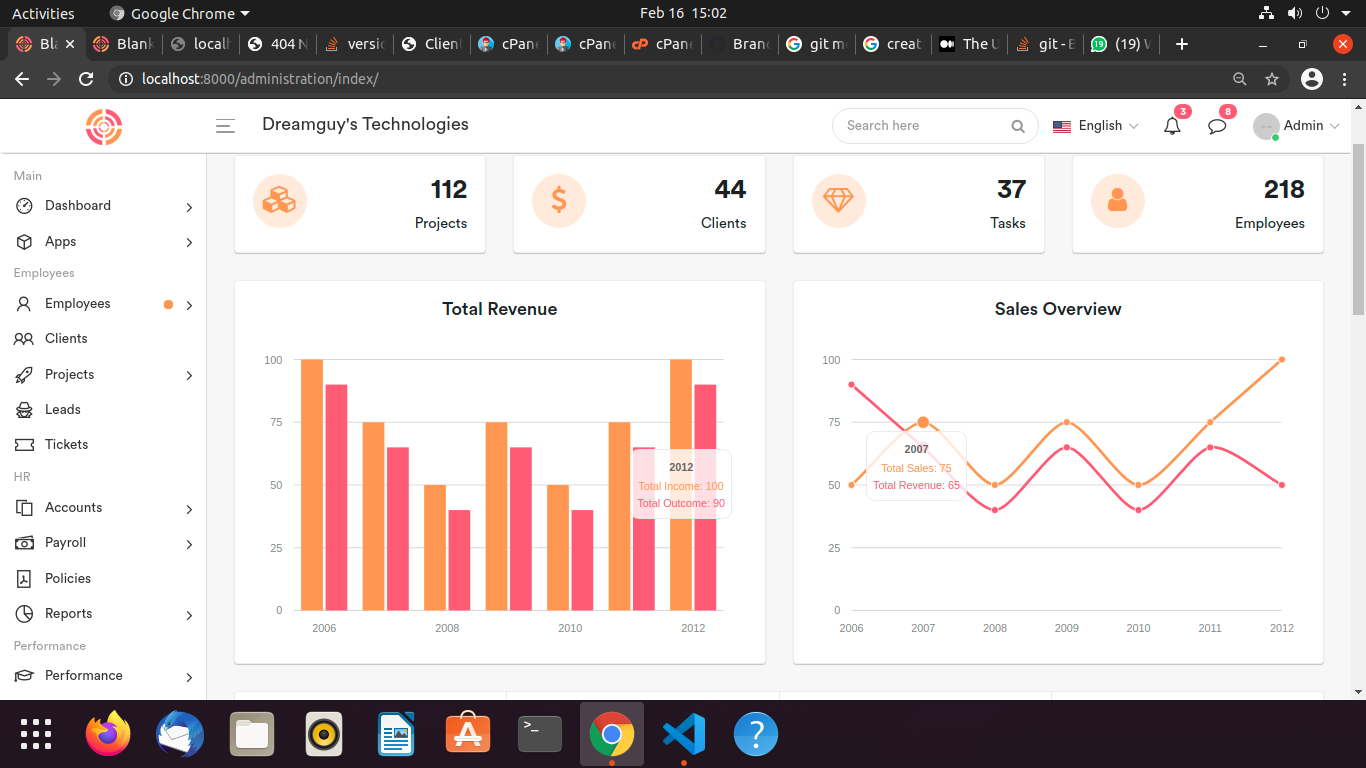 Activities Google Chrome Feb 16 15:02
Bla Blank localh 404 N versic Client cPane cPane cPane Branc git m creat The U git - E (19) W
localhost:8000/administration/index/
Dreamguy's Technologies Search here English 3 8 Admin
Main
Dashboard
Apps
Employees
Employees
Clients
Projects
Leads
Tickets
HR
Accounts
Payroll
Policies
Reports
Performance
Performance
112
Projects
44
Clients
37
Tasks
218
Employees
Total Revenue
100
75
50
25
0
2006 2008 2010 2012
2012
Total Income: 100
Total Outcome: 90
Sales Overview
100
75
50
25
0
2006 2007 2008 2009 2010 2011 2012
2007
Total Sales: 75
Total Revenue: 65